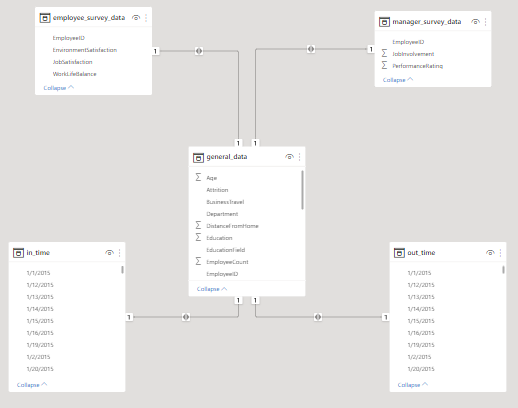 employee_survey_data
EmployeeID
EnvironmentSatisfaction
JobSatisfaction
WorkLifeBalance
Collapse
manager_survey_data
EmployeeID
JobInvolvement
PerformanceRating
Collapse
1
1
1
1
general_data
Age
Attrition
BusinessTravel
Department
DistanceFromHome
Education
EducationField
EmployeeCount
EmployeeID
Collapse
in_time
1/1/2015
1/12/2015
1/13/2015
1/14/2015
1/15/2015
1/16/2015
1/19/2015
1/2/2015
1/20/2015
Collapse
out_time
1/1/2015
1/12/2015
1/13/2015
1/14/2015
1/15/2015
1/16/2015
1/19/2015
1/2/2015
1/20/2015
Collapse
1
1
1
1